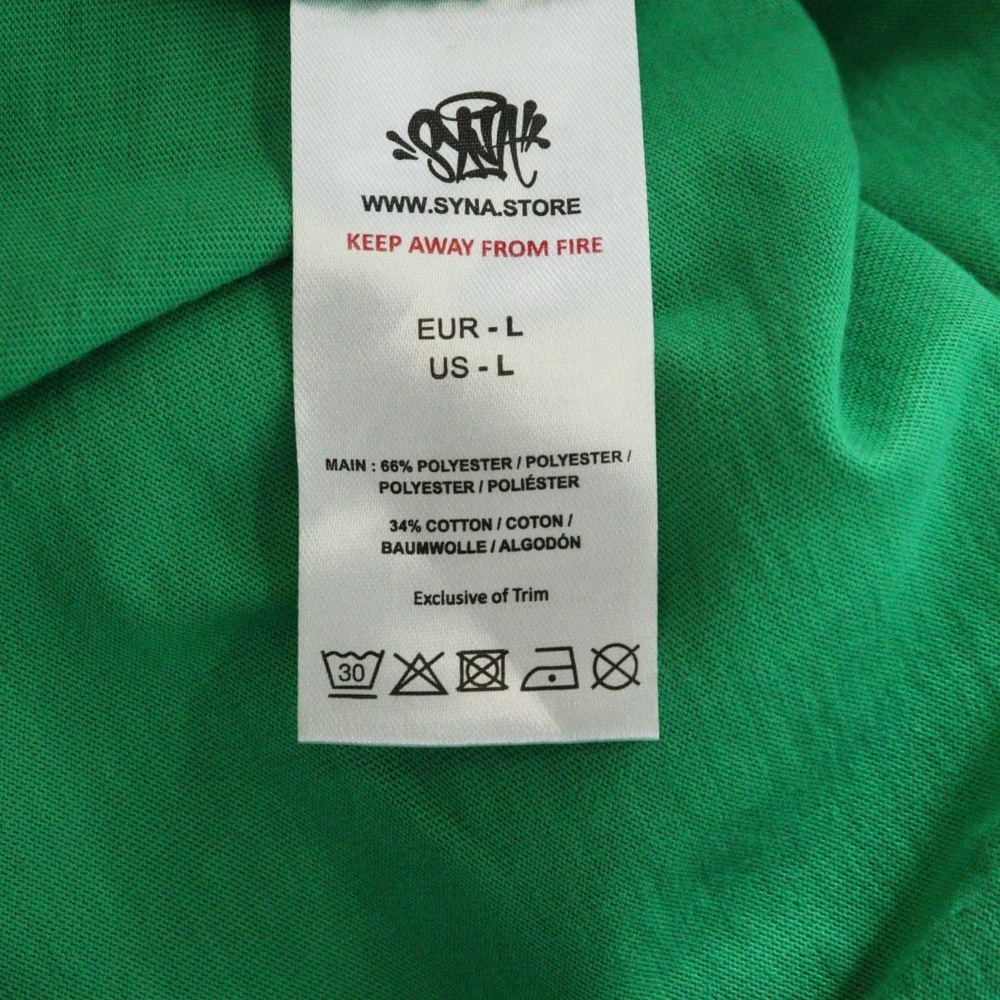 SYNA
WWW.SYNA.STORE
KEEP AWAY FROM FIRE
EUR - L
US - L
MAIN : 66% POLYESTER / POLYESTER /
POLYESTER / POLIÉSTER
34% COTTON / COTON /
BAUMWOLLE / ALGODÓN
Exclusive of Trim
30